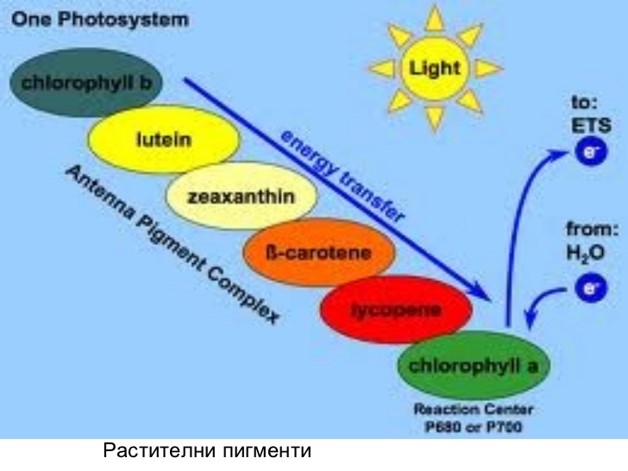 One Photosystem
Light
chlorophyll b
lutein
zeaxanthin
ß-carotene
lycopene
chlorophyll a
energy transfer
Antenna Pigment Complex
to:
ETS
e⁻
from:
H₂O
e⁻
Reaction Center
P680 or P700
Растителни пигменти